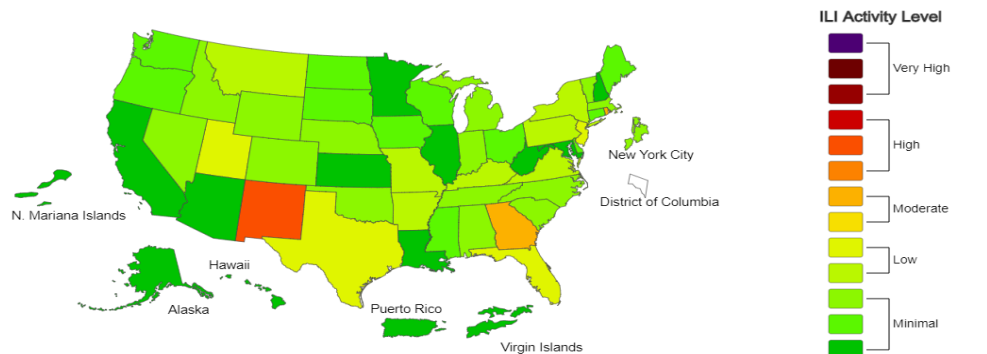 ILI Activity Level
Very High
High
Moderate
Low
Minimal
New York City
District of Columbia
N. Mariana Islands
Hawaii
Alaska
Puerto Rico
Virgin Islands